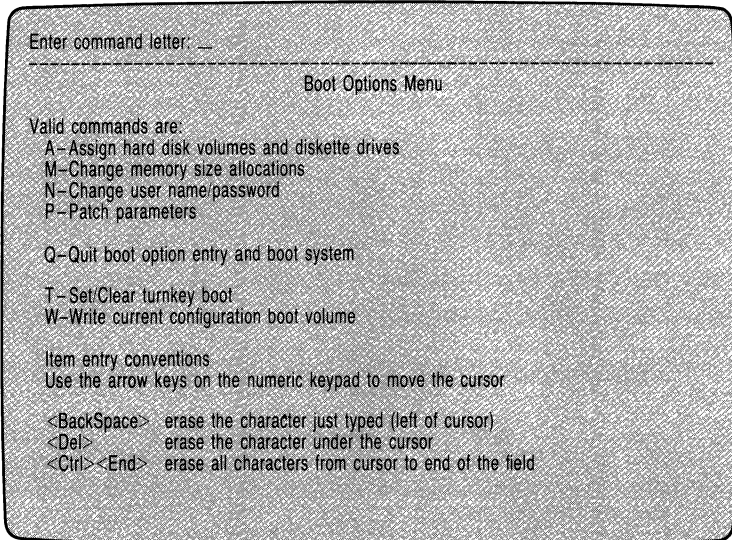 Enter command letter: _
Boot Options Menu
Valid commands are:
A–Assign hard disk volumes and diskette drives
M–Change memory size allocations
N–Change user name/password
P–Patch parameters
Q–Quit boot option entry and boot system
T–Set/Clear turnkey boot
W–Write current configuration boot volume
Item entry conventions
Use the arrow keys on the numeric keypad to move the cursor
<BackSpace> erase the character just typed (left of cursor)
<Del> erase the character under the cursor
<Ctrl><End> erase all characters from cursor to end of the field